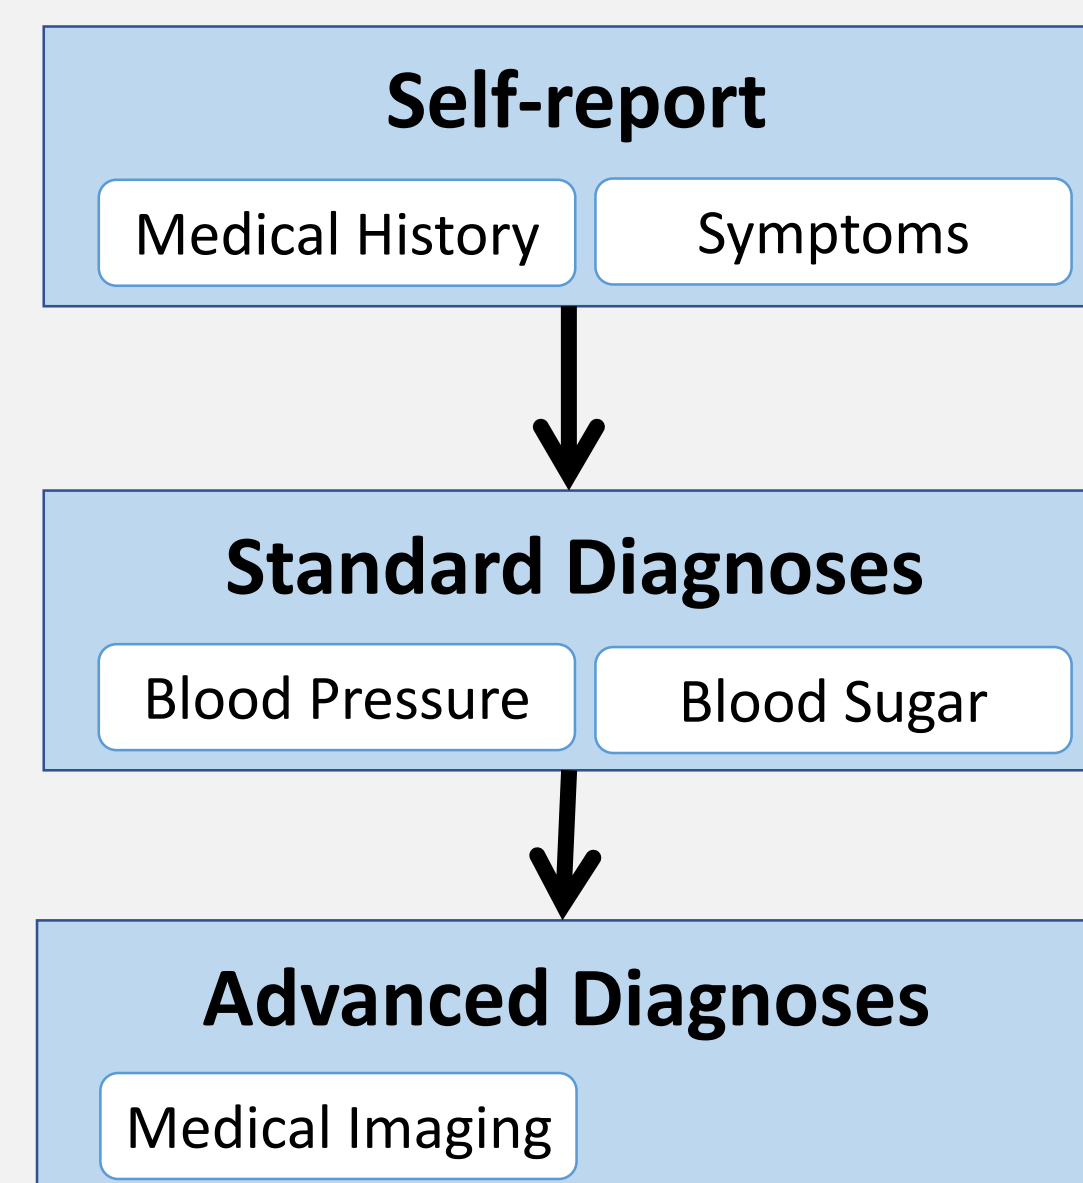 Self-report
Medical History
Symptoms
Standard Diagnoses
Blood Pressure
Blood Sugar
Advanced Diagnoses
Medical Imaging